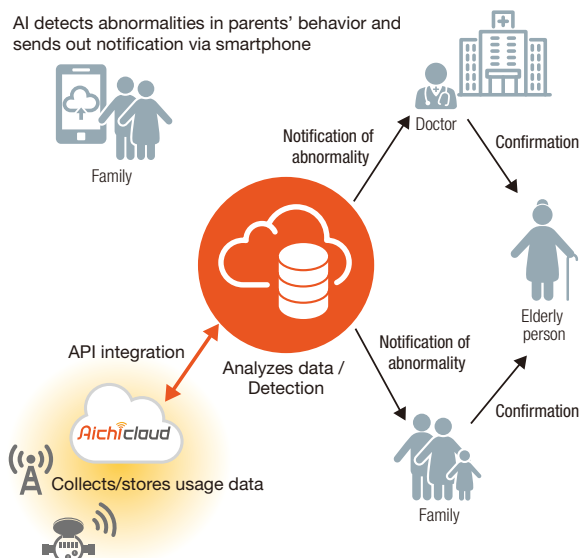 AI detects abnormalities in parents’ behavior and
sends out notification via smartphone
Family
Doctor
Notification of
abnormality
Confirmation
Elderly
person
API integration
Analyzes data /
Detection
Notification of
abnormality
Confirmation
Aichicloud
Collects/stores usage data
Family